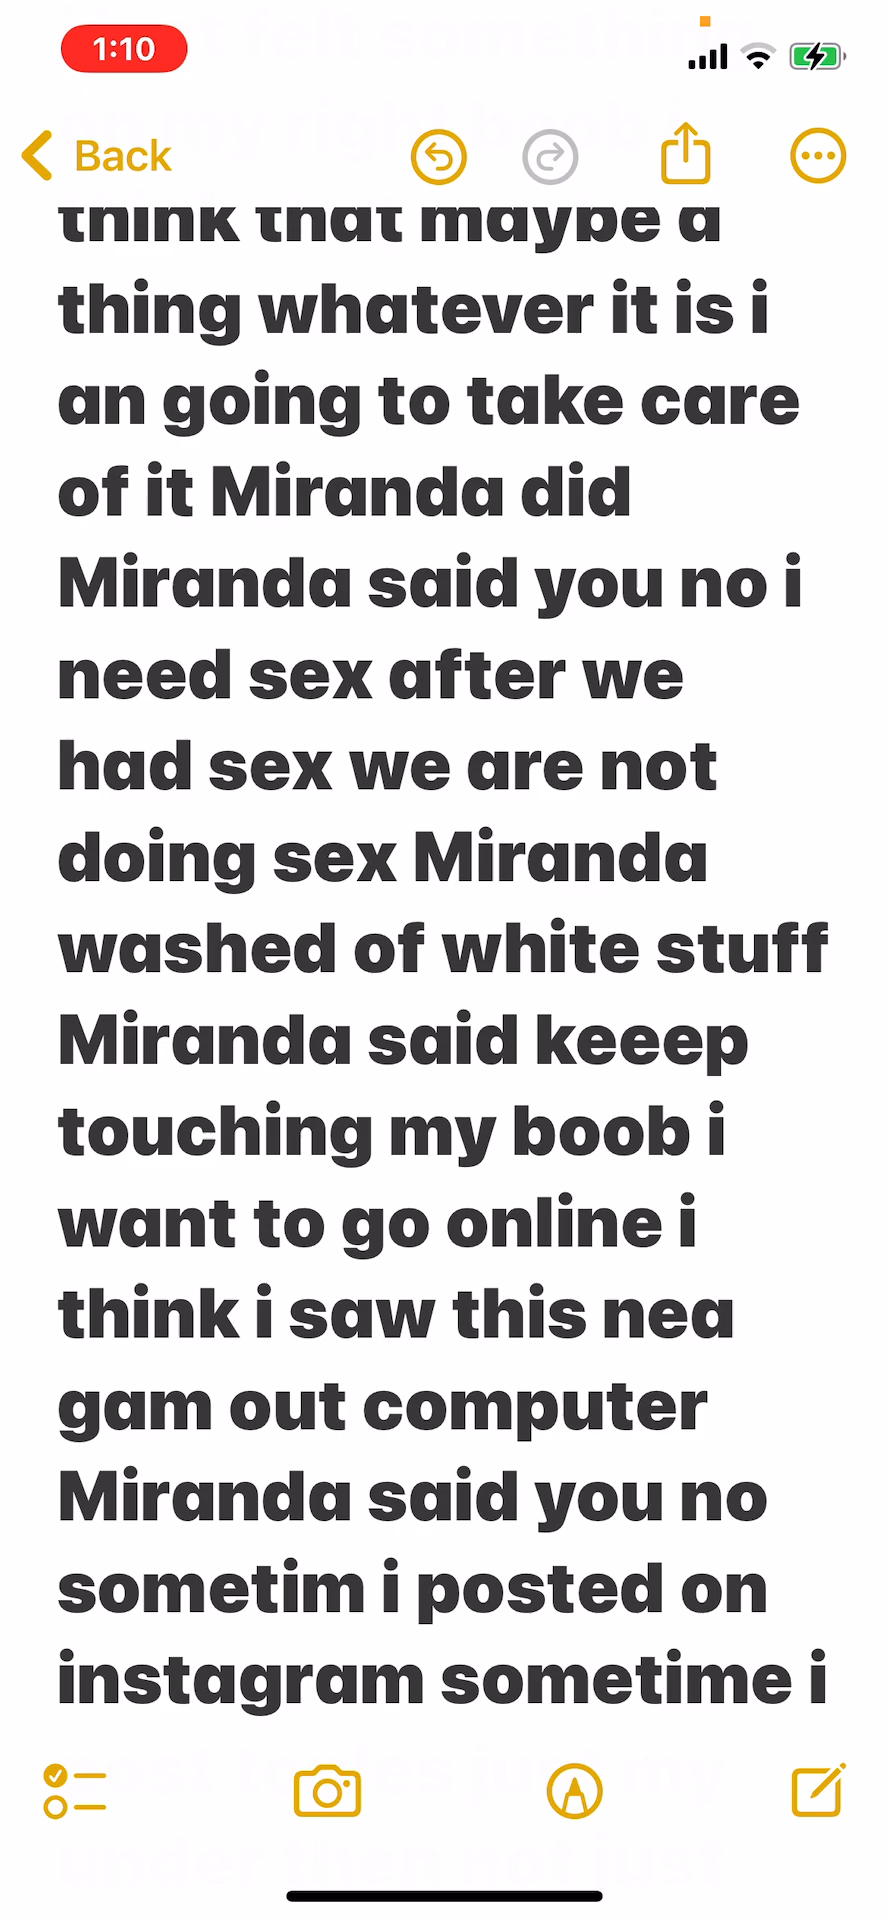 1:10
Back
think that maybe a
thing whatever it is i
an going to take care
of it Miranda did
Miranda said you no i
need sex after we
had sex we are not
doing sex Miranda
washed of white stuff
Miranda said keeep
touching my boob i
want to go online i
think i saw this nea
gam out computer
Miranda said you no
sometim i posted on
instagram sometime i